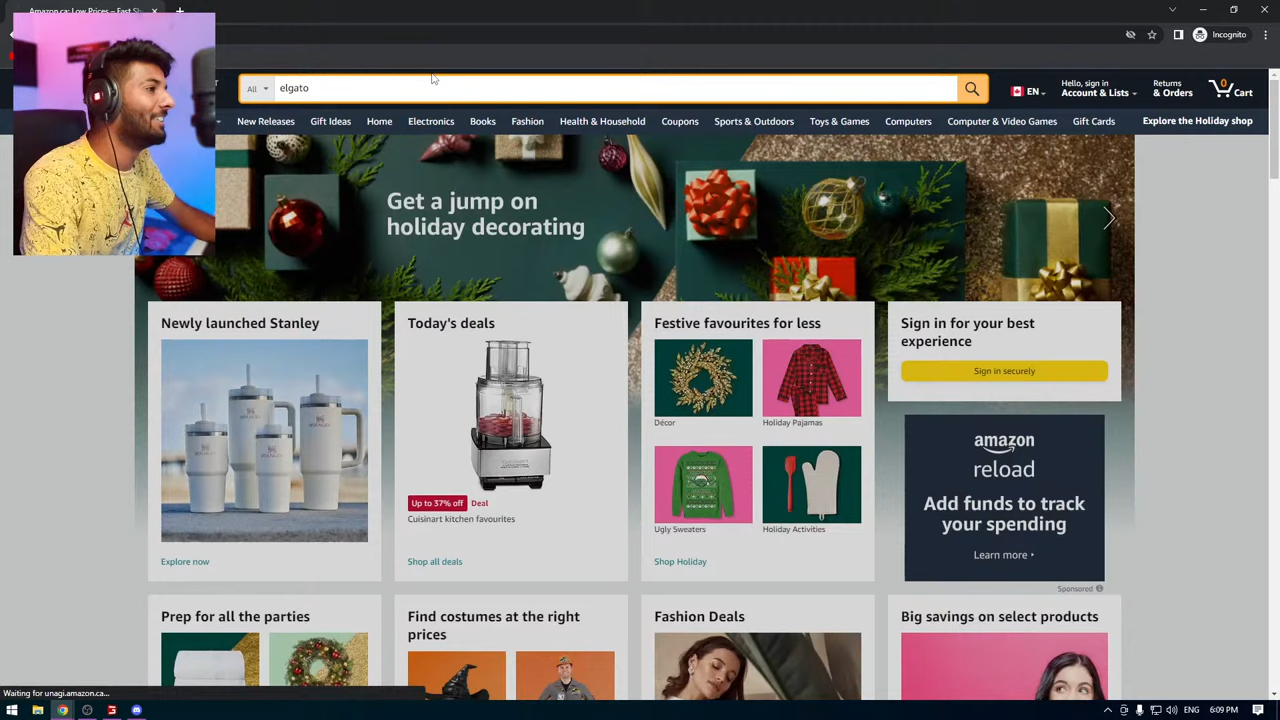 Amazon.ca: Low Prices – Fast Sh
Incognito
All
elgato
EN
Hello, sign in
Account & Lists
Returns
& Orders
0
Cart
New Releases
Gift Ideas
Home
Electronics
Books
Fashion
Health & Household
Coupons
Sports & Outdoors
Toys & Games
Computers
Computer & Video Games
Gift Cards
Explore the Holiday shop
Get a jump on
holiday decorating
Newly launched Stanley
Explore now
Today's deals
Up to 37% off Deal
Cuisinart kitchen favourites
Shop all deals
Festive favourites for less
Décor
Holiday Pajamas
Ugly Sweaters
Holiday Activities
Shop Holiday
Sign in for your best
experience
Sign in securely
amazon
reload
Add funds to track
your spending
Learn more
Sponsored
Prep for all the parties
Find costumes at the right
prices
Fashion Deals
Big savings on select products
Waiting for unagi.amazon.ca...
ENG
6:09 PM